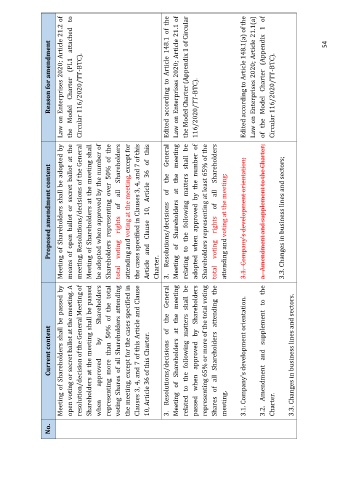 No.
Current content
Proposed amendment content
Reason for amendment
Meeting of Shareholders shall be passed by
open voting or secret ballot at the meeting. A
resolution/decision of the General Meeting of
Shareholders at the meeting shall be passed
when approved by Shareholders
representing more than 50% of the total
voting Shares of all Shareholders attending
the meeting, except for the cases specified in
Clauses 3, 4, and 7 of this Article and Clause
10, Article 36 of this Charter.
Meeting of Shareholders shall be adopted by
means of open ballot or secret ballot at the
meeting. Resolutions/decisions of the General
Meeting of Shareholders at the meeting shall
be adopted when approved by the number of
Shareholders representing over 50% of the
total voting rights of all Shareholders
attending and voting at the meeting, except for
the cases specified in Clauses 3, 4, and 7 of this
Article and Clause 10, Article 36 of this
Charter.
Law on Enterprises 2020; Article 21.2 of
the Model Charter (PL1 attached to
Circular 116/2020/TT-BTC).
3. Resolutions/decisions of the General
Meeting of Shareholders at the meeting
related to the following matters shall be
passed when approved by Shareholders
representing 65% or more of the total voting
Shares of all Shareholders attending the
meeting.
3. Resolutions/decisions of the General
Meeting of Shareholders at the meeting
relating to the following matters shall be
adopted when approved by the number of
Shareholders representing at least 65% of the
total voting rights of all Shareholders
attending and voting at the meeting:
Edited according to Article 148.1 of the
Law on Enterprises 2020; Article 21.1 of
the Model Charter (Appendix 1 of Circular
116/2020/TT-BTC).
3.1. Company's development orientation.
3.2. Amendment and supplement to the
Charter.
3.3. Changes in business lines and sectors.
3.1. Company's development orientation;
3. Amendment and supplement to the Charter;
3.3. Changes in business lines and sectors;
Edited according to Article 148.1(a) of the
Law on Enterprises 2020; Article 21.1(a)
of the Model Charter (Appendix 1 of
Circular 116/2020/TT-BTC).
54